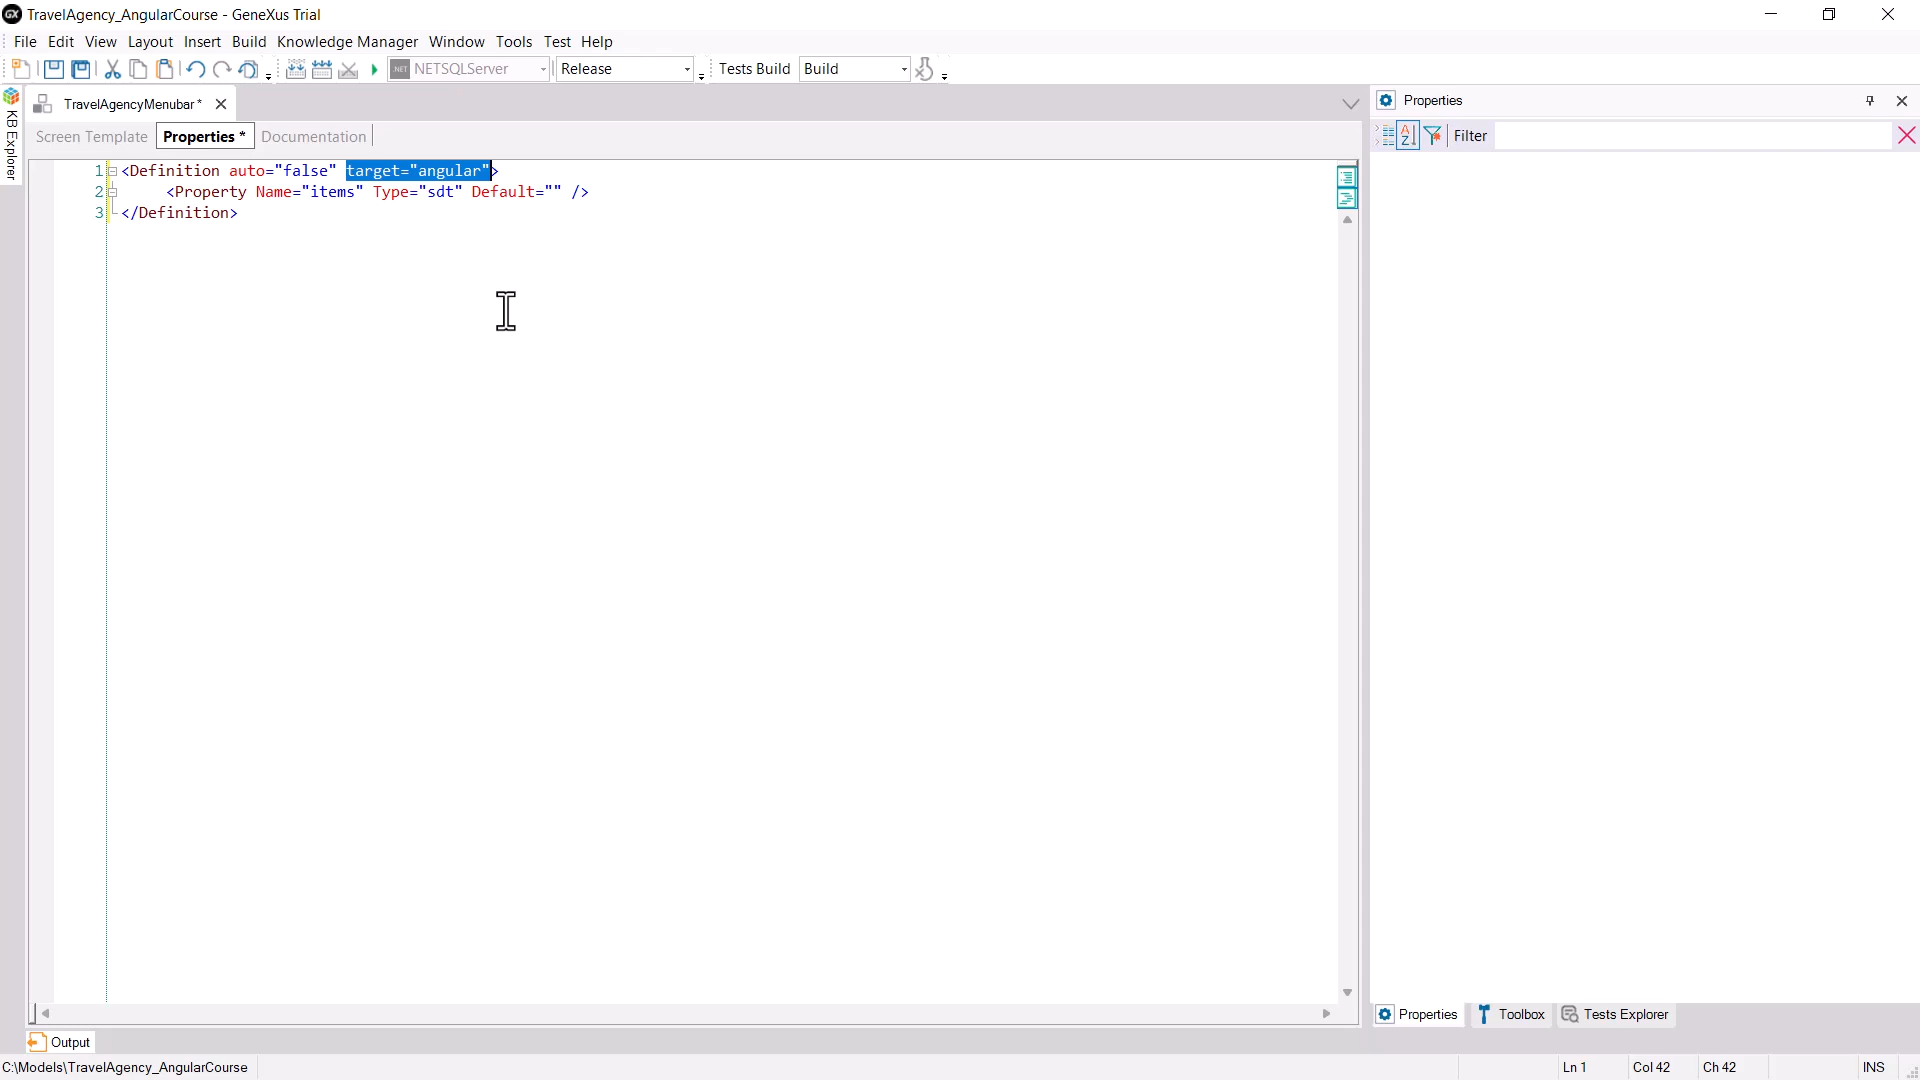 TravelAgency_AngularCourse - GeneXus Trial
File Edit View Layout Insert Build Knowledge Manager Window Tools Test Help
NETSQLServer Release Tests Build Build
KB Explorer
TravelAgencyMenubar *
Properties
Screen Template Properties * Documentation
Filter
1 <Definition auto="false" target="angular">
2 <Property Name="items" Type="sdt" Default="" />
3 </Definition>
Properties Toolbox Tests Explorer
Output
C:\Models\TravelAgency_AngularCourse Ln 1 Col 42 Ch 42 INS